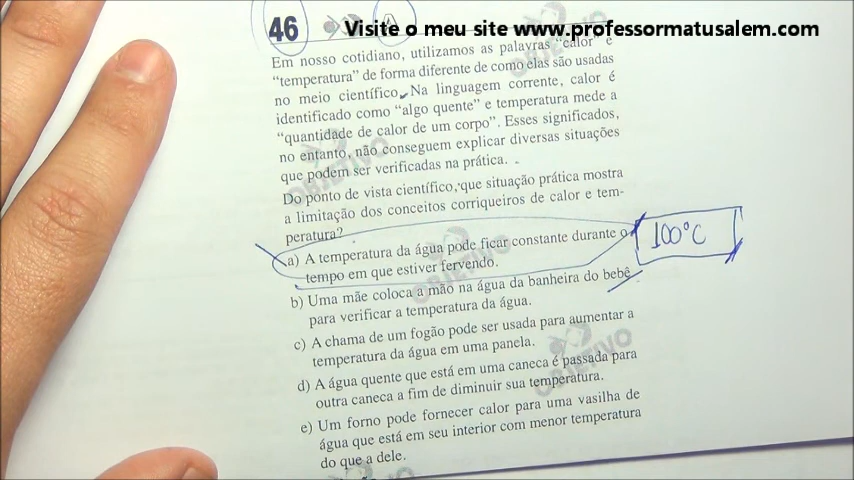 Visite o meu site www.professormatusalem.com
46
Em nosso cotidiano, utilizamos as palavras “calor” e
“temperatura” de forma diferente de como elas são usadas
no meio científico. Na linguagem corrente, calor é
identificado como “algo quente” e temperatura mede a
“quantidade de calor de um corpo”. Esses significados,
no entanto, não conseguem explicar diversas situações
que podem ser verificadas na prática.
Do ponto de vista científico, que situação prática mostra
a limitação dos conceitos corriqueiros de calor e tem-
peratura?
a) A temperatura da água pode ficar constante durante o
tempo em que estiver fervendo.
100°C
b) Uma mãe coloca a mão na água da banheira do bebê
para verificar a temperatura da água.
c) A chama de um fogão pode ser usada para aumentar a
temperatura da água em uma panela.
d) A água quente que está em uma caneca é passada para
outra caneca a fim de diminuir sua temperatura.
e) Um forno pode fornecer calor para uma vasilha de
água que está em seu interior com menor temperatura
do que a dele.
OBJETIVO
OBJETIVO
OBJETIVO